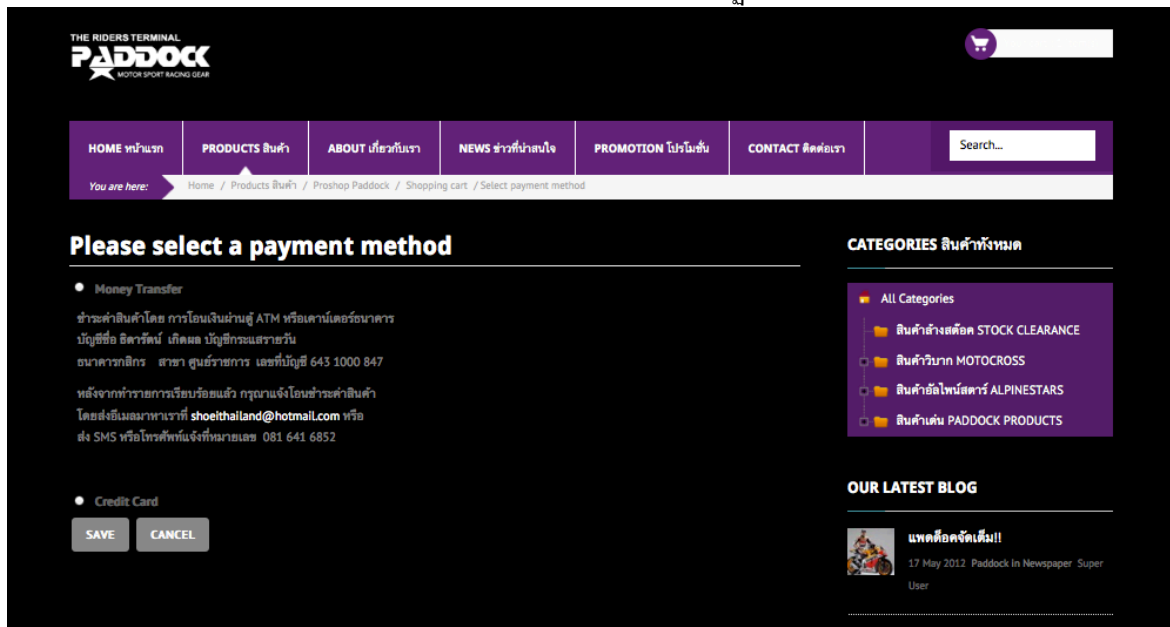 THE RIDERS TERMINAL
PADDOCK
MOTOR SPORT RACING GEAR
HOME หน้าแรก
PRODUCTS สินค้า
ABOUT เกี่ยวกับเรา
NEWS ข่าวที่น่าสนใจ
PROMOTION โปรโมชั่น
CONTACT ติดต่อเรา
Search...
You are here:
Home / Products สินค้า / Proshop Paddock / Shopping cart / Select payment method
Please select a payment method
Money Transfer
ชำระค่าสินค้าโดย การโอนเงินผ่านตู้ ATM หรือเคาน์เตอร์ธนาคาร
บัญชีชื่อ ธิดารัตน์ เกิดผล บัญชีกระแสรายวัน
ธนาคารกสิกร สาขา ศูนย์ราชการ เลขที่บัญชี 643 1000 847
หลังจากทำรายการเรียบร้อยแล้ว กรุณาแจ้งโอนชำระค่าสินค้า
โดยส่งอีเมลมาหาเราที่ shoeithailand@hotmail.com หรือ
ส่ง SMS หรือโทรศัพท์แจ้งที่หมายเลข 081 641 6852
Credit Card
SAVE
CANCEL
CATEGORIES สินค้าทั้งหมด
All Categories
สินค้าล้างสต๊อค STOCK CLEARANCE
สินค้าวิบาก MOTOCROSS
สินค้าอัลไพน์สตาร์ ALPINESTARS
สินค้าเด่น PADDOCK PRODUCTS
OUR LATEST BLOG
แพดด็อคจัดเต็ม!!
17 May 2012 Paddock in Newspaper Super
User